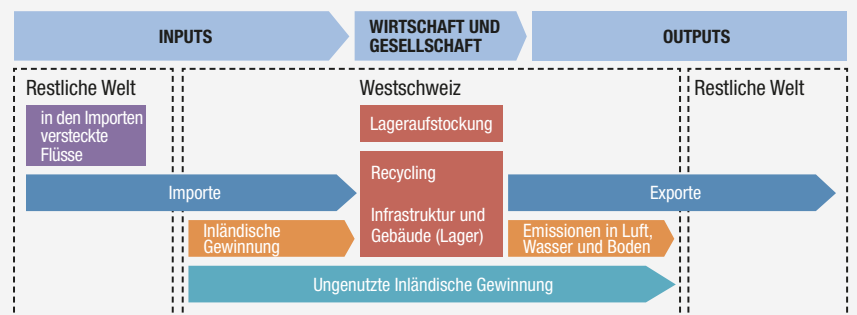 INPUTS
WIRTSCHAFT UND
GESELLSCHAFT
OUTPUTS
Restliche Welt
Westschweiz
Restliche Welt
in den Importen
versteckte
Flüsse
Lageraufstockung
Recycling
Importe
Exporte
Infrastruktur und
Gebäude (Lager)
Inländische
Gewinnung
Emissionen in Luft,
Wasser und Boden
Ungenutzte Inländische Gewinnung